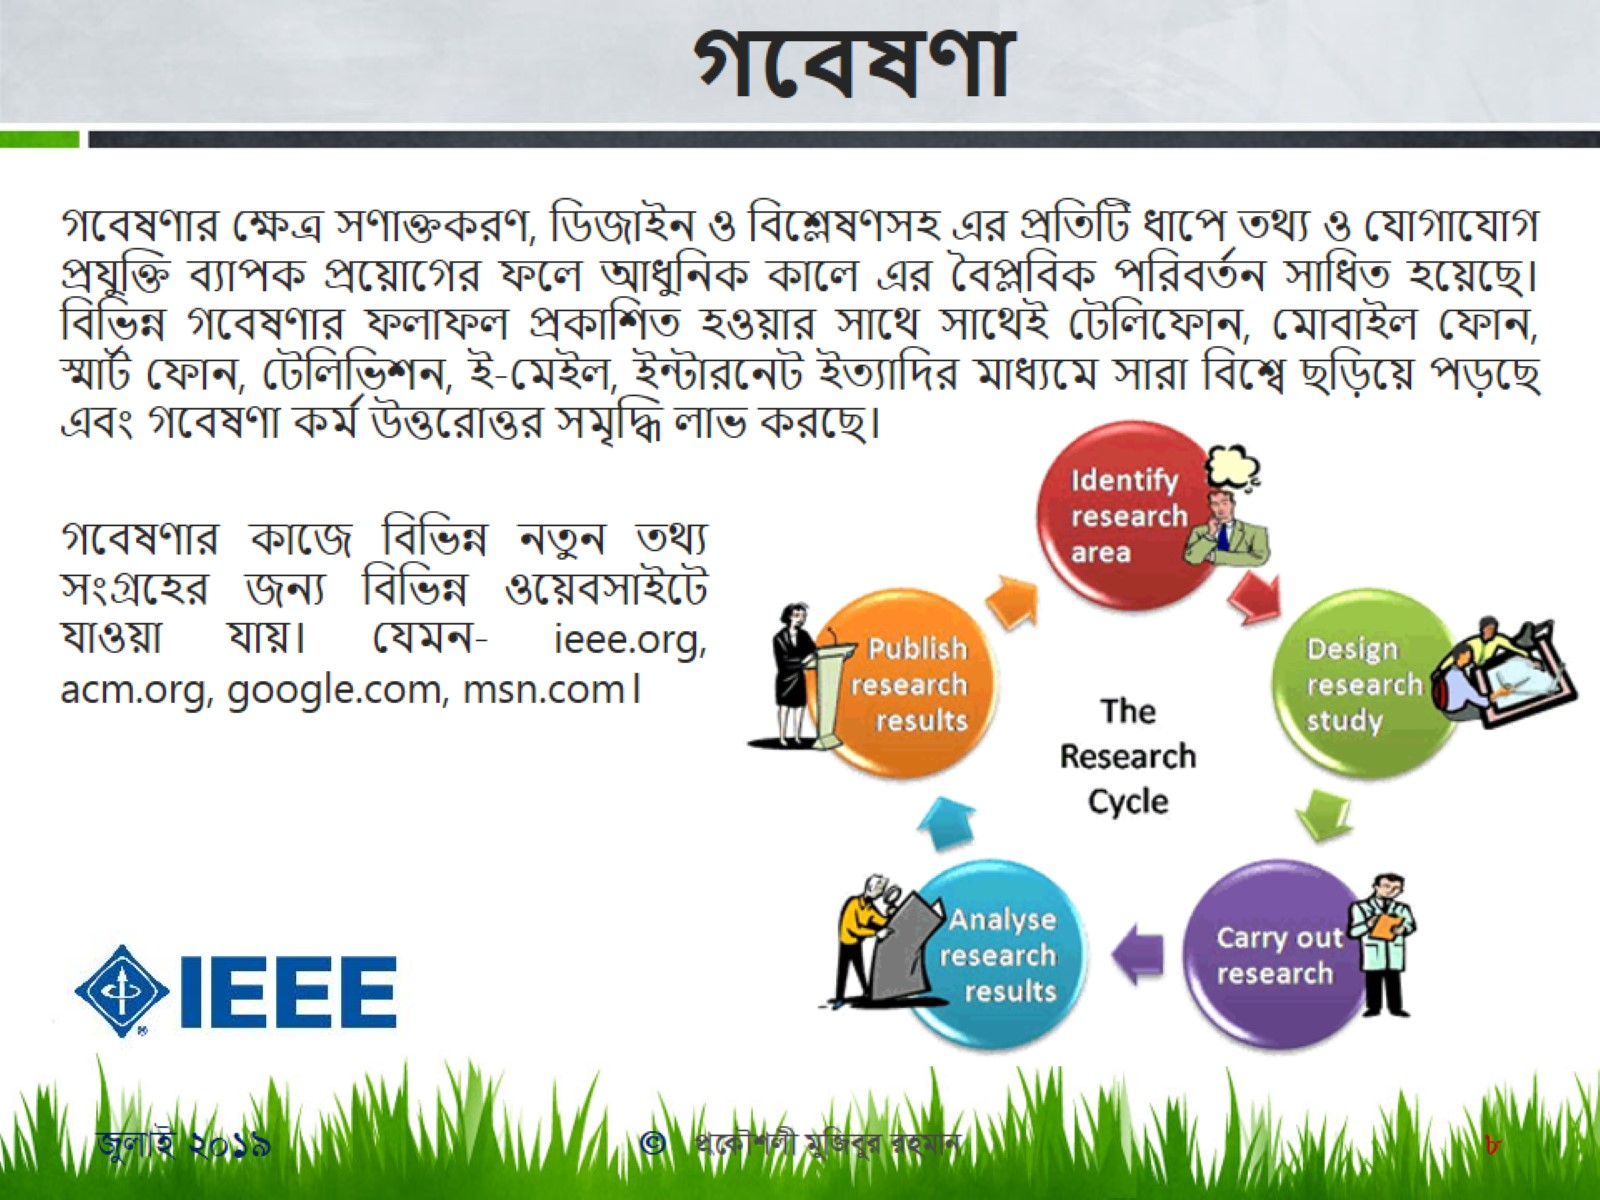 গবেষণা
গবেষণার ক্ষেত্র সণাক্তকরণ, ডিজাইন ও বিশ্লেষণসহ এর প্রতিটি ধাপে তথ্য ও যোগাযোগ
প্রযুক্তি ব্যাপক প্রয়োগের ফলে আধুনিক কালে এর বৈপ্লবিক পরিবর্তন সাধিত হয়েছে।
বিভিন্ন গবেষণার ফলাফল প্রকাশিত হওয়ার সাথে সাথেই টেলিফোন, মোবাইল ফোন,
স্মার্ট ফোন, টেলিভিশন, ই-মেইল, ইন্টারনেট ইত্যাদির মাধ্যমে সারা বিশ্বে ছড়িয়ে পড়ছে
এবং গবেষণা কর্ম উত্তরোত্তর সমৃদ্ধি লাভ করছে।
গবেষণার কাজে বিভিন্ন নতুন তথ্য
সংগ্রহের জন্য বিভিন্ন ওয়েবসাইটে
যাওয়া যায়। যেমন- ieee.org,
acm.org, google.com, msn.com।
Identify
research
area
Design
research
study
Carry out
research
Analyse
research
results
Publish
research
results
The
Research
Cycle
IEEE
®
জুলাই ২০১৯
© প্রকৌশলী মুজিবুর রহমান
৮